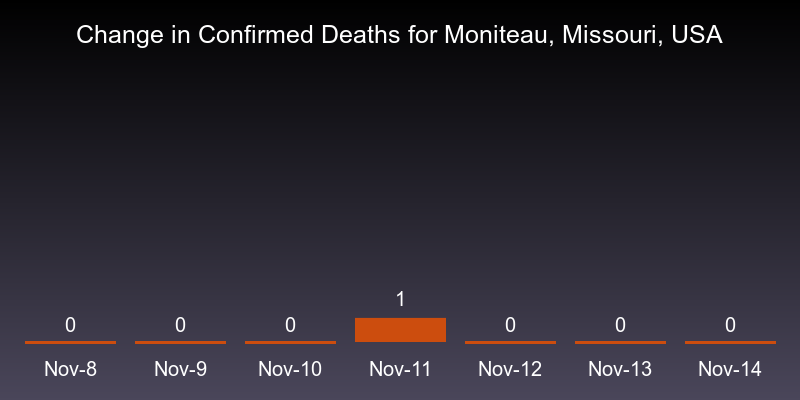 Change in Confirmed Deaths for Moniteau, Missouri, USA
1
0 0 0 0 0 0
Nov-8 Nov-9 Nov-10 Nov-11 Nov-12 Nov-13 Nov-14